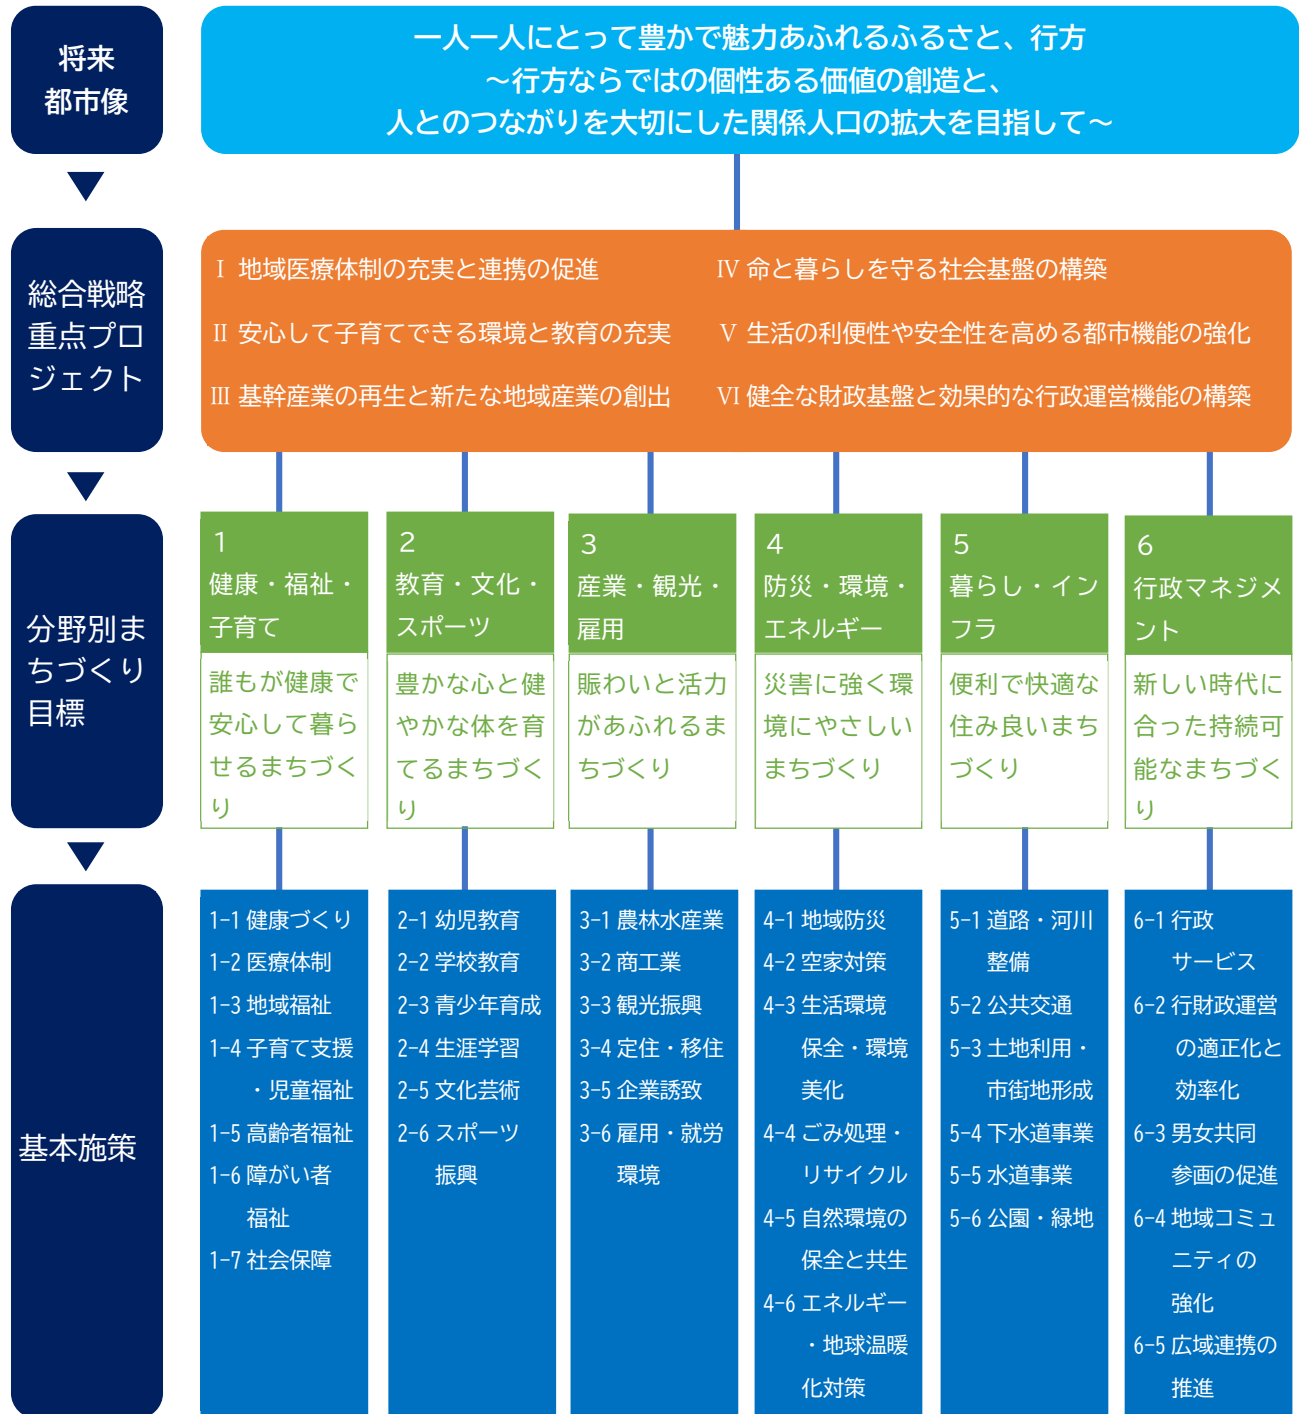 将来
都市像
一人一人にとって豊かで魅力あふれるふるさと、行方
～行方ならではの個性ある価値の創造と、
人とのつながりを大切にした関係人口の拡大を目指して～
総合戦略
重点プロ
ジェクト
Ⅰ 地域医療体制の充実と連携の促進
Ⅱ 安心して子育てできる環境と教育の充実
Ⅲ 基幹産業の再生と新たな地域産業の創出
Ⅳ 命と暮らしを守る社会基盤の構築
Ⅴ 生活の利便性や安全性を高める都市機能の強化
Ⅵ 健全な財政基盤と効果的な行政運営機能の構築
分野別ま
ちづくり
目標
1
健康・福祉・
子育て
誰もが健康で
安心して暮ら
せるまちづく
り
2
教育・文化・
スポーツ
豊かな心と健
やかな体を育
てるまちづく
り
3
産業・観光・
雇用
賑わいと活力
があふれるま
ちづくり
4
防災・環境・
エネルギー
災害に強く環
境にやさしい
まちづくり
5
暮らし・イン
フラ
便利で快適な
住み良いまち
づくり
6
行政マネジメ
ント
新しい時代に
合った持続可
能なまちづく
り
基本施策
1-1 健康づくり
1-2 医療体制
1-3 地域福祉
1-4 子育て支援
・児童福祉
1-5 高齢者福祉
1-6 障がい者
福祉
1-7 社会保障
2-1 幼児教育
2-2 学校教育
2-3 青少年育成
2-4 生涯学習
2-5 文化芸術
2-6 スポーツ
振興
3-1 農林水産業
3-2 商工業
3-3 観光振興
3-4 定住・移住
3-5 企業誘致
3-6 雇用・就労
環境
4-1 地域防災
4-2 空家対策
4-3 生活環境
保全・環境
美化
4-4 ごみ処理・
リサイクル
4-5 自然環境の
保全と共生
4-6 エネルギー
・地球温暖
化対策
5-1 道路・河川
整備
5-2 公共交通
5-3 土地利用・
市街地形成
5-4 下水道事業
5-5 水道事業
5-6 公園・緑地
6-1 行政
サービス
6-2 行財政運営
の適正化と
効率化
6-3 男女共同
参画の促進
6-4 地域コミュ
ニティの
強化
6-5 広域連携の
推進